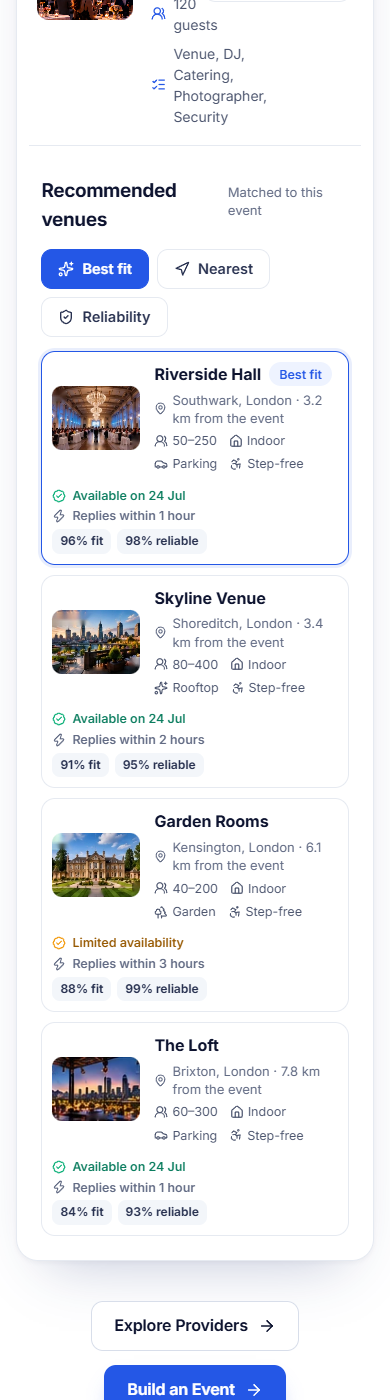 120
guests
Venue, DJ,
Catering,
Photographer,
Security
Recommended
venues
Matched to this
event
Best fit
Nearest
Reliability
Riverside Hall
Best fit
Southwark, London · 3.2
km from the event
50–250 Indoor
Parking Step-free
Available on 24 Jul
Replies within 1 hour
96% fit 98% reliable
Skyline Venue
Shoreditch, London · 3.4
km from the event
80–400 Indoor
Rooftop Step-free
Available on 24 Jul
Replies within 2 hours
91% fit 95% reliable
Garden Rooms
Kensington, London · 6.1
km from the event
40–200 Indoor
Garden Step-free
Limited availability
Replies within 3 hours
88% fit 99% reliable
The Loft
Brixton, London · 7.8 km
from the event
60–300 Indoor
Parking Step-free
Available on 24 Jul
Replies within 1 hour
84% fit 93% reliable
Explore Providers
Build an Event